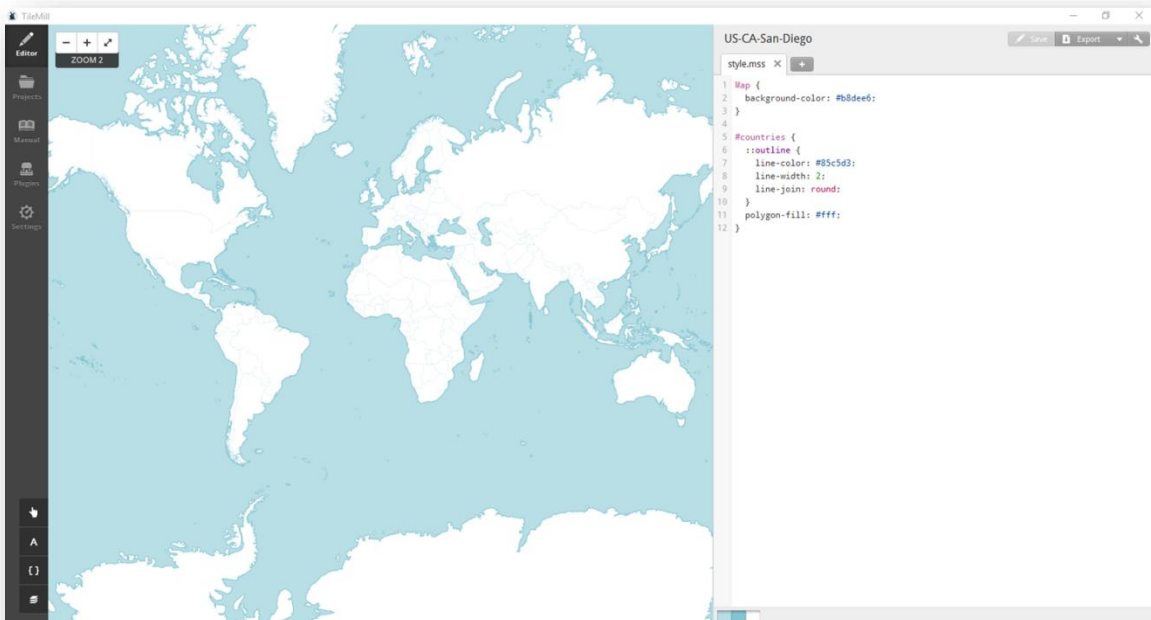 TileMill
Editor
Projects
Manual
Plugins
Settings
ZOOM 2
A
{}
US-CA-San-Diego
Save
Export
style.mss
1 Map {
2 background-color: #b8dee6;
3 }
4
5 #countries {
6 ::outline {
7 line-color: #85c5d3;
8 line-width: 2;
9 line-join: round;
10 }
11 polygon-fill: #fff;
12 }